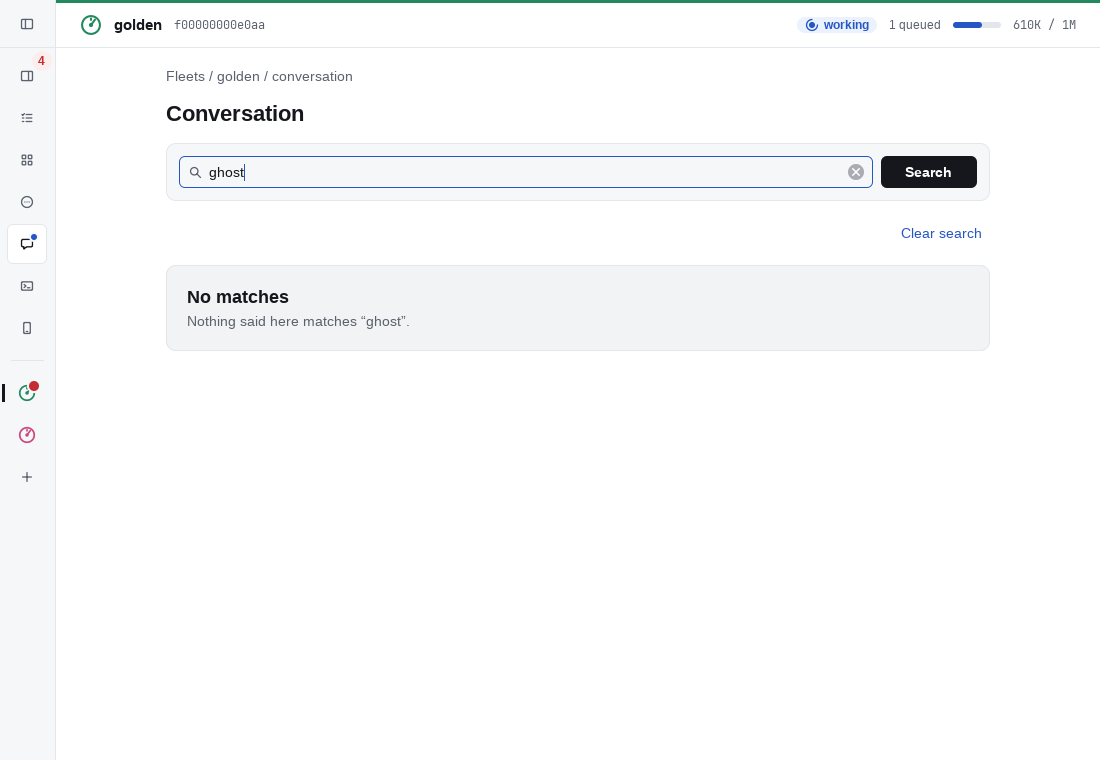 golden f00000000e0aa working 1 queued 610K / 1M
4
Fleets / golden / conversation
Conversation
ghost Search
Clear search
No matches
Nothing said here matches “ghost”.